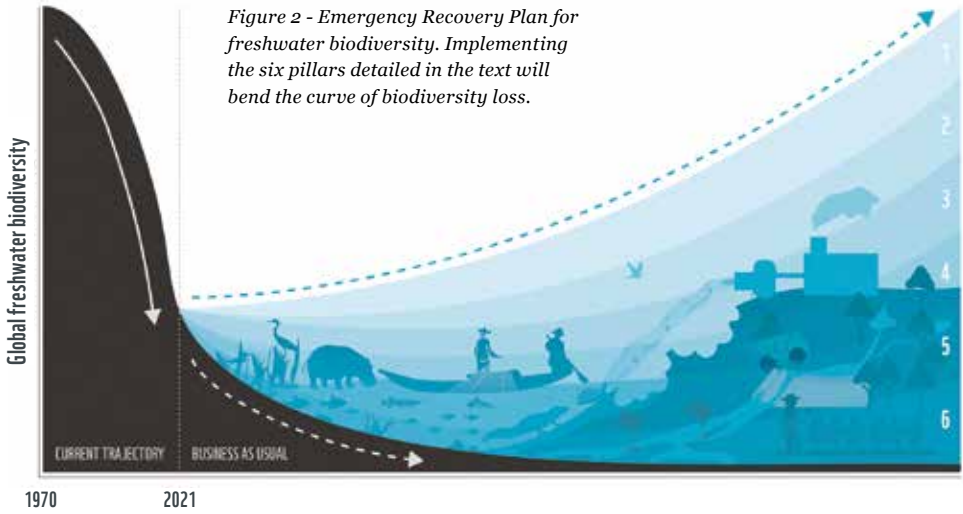 Figure 2 - Emergency Recovery Plan for
freshwater biodiversity. Implementing
the six pillars detailed in the text will
bend the curve of biodiversity loss.
Global freshwater biodiversity
1
2
3
4
5
6
CURRENT TRAJECTORY
BUSINESS AS USUAL
1970
2021